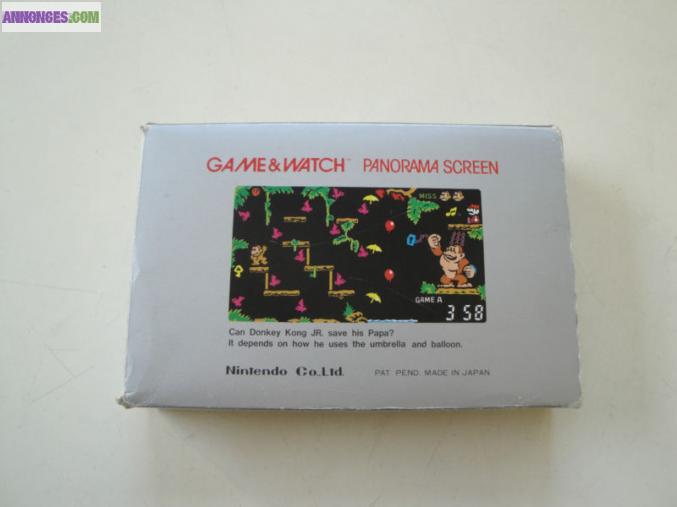 ANNONCES.COM
GAME & WATCH™ PANORAMA SCREEN
MISS
GAME A
3 58
Can Donkey Kong JR. save his Papa?
It depends on how he uses the umbrella and balloon.
Nintendo Co.,Ltd. PAT PEND. MADE IN JAPAN